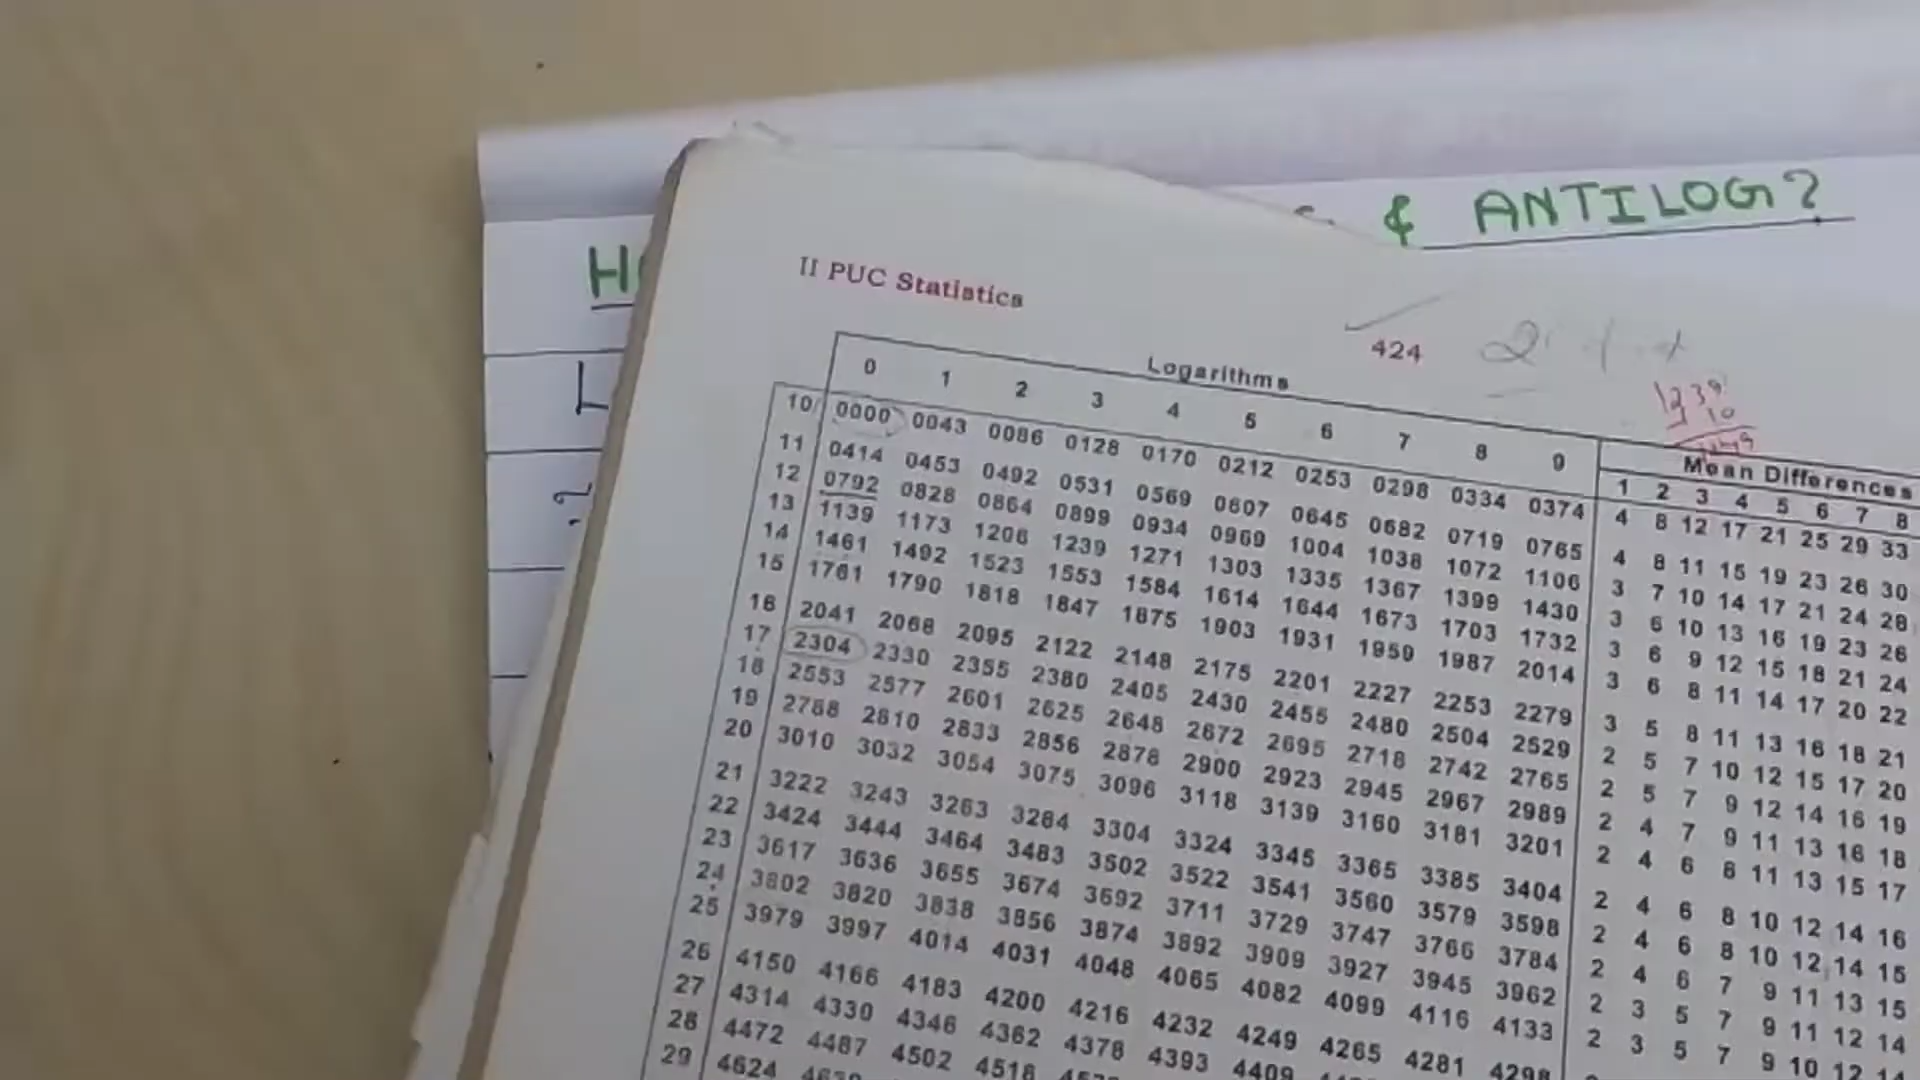 & ANTILOG?
H
II PUC Statistics
424
Logarithms
0 1 2 3 4 5 6 7 8 9
Mean Differences
1 2 3 4 5 6 7 8
10 0000 0043 0086 0128 0170 0212 0253 0298 0334 0374 4 8 12 17 21 25 29 33
11 0414 0453 0492 0531 0569 0607 0645 0682 0719 0765 4 8 11 15 19 23 26 30
12 0792 0828 0864 0899 0934 0969 1004 1038 1072 1106 3 7 10 14 17 21 24 28
13 1139 1173 1206 1239 1271 1303 1335 1367 1399 1430 3 6 10 13 16 19 23 26
14 1461 1492 1523 1553 1584 1614 1644 1673 1703 1732 3 6 9 12 15 18 21 24
15 1761 1790 1818 1847 1875 1903 1931 1959 1987 2014 3 6 8 11 14 17 20 22
16 2041 2068 2095 2122 2148 2175 2201 2227 2253 2279 3 5 8 11 13 16 18 21
17 2304 2330 2355 2380 2405 2430 2455 2480 2504 2529 2 5 7 10 12 15 17 20
18 2553 2577 2601 2625 2648 2672 2695 2718 2742 2765 2 5 7 9 12 14 16 19
19 2788 2810 2833 2856 2878 2900 2923 2945 2967 2989 2 4 7 9 11 13 16 18
20 3010 3032 3054 3075 3096 3118 3139 3160 3181 3201 2 4 6 8 11 13 15 17
21 3222 3243 3263 3284 3304 3324 3345 3365 3385 3404 2 4 6 8 10 12 14 16
22 3424 3444 3464 3483 3502 3522 3541 3560 3579 3598 2 4 6 8 10 12 14 15
23 3617 3636 3655 3674 3692 3711 3729 3747 3766 3784 2 4 6 7 9 11 13 15
24 3802 3820 3838 3856 3874 3892 3909 3927 3945 3962 2 3 5 7 9 11 12 14
25 3979 3997 4014 4031 4048 4065 4082 4099 4116 4133 2 3 5 7 9 10 12 14
26 4150 4166 4183 4200 4216 4232 4249 4265 4281 4298
27 4314 4330 4346 4362 4378 4393 4409
28 4472 4487 4502 4518
29 4624